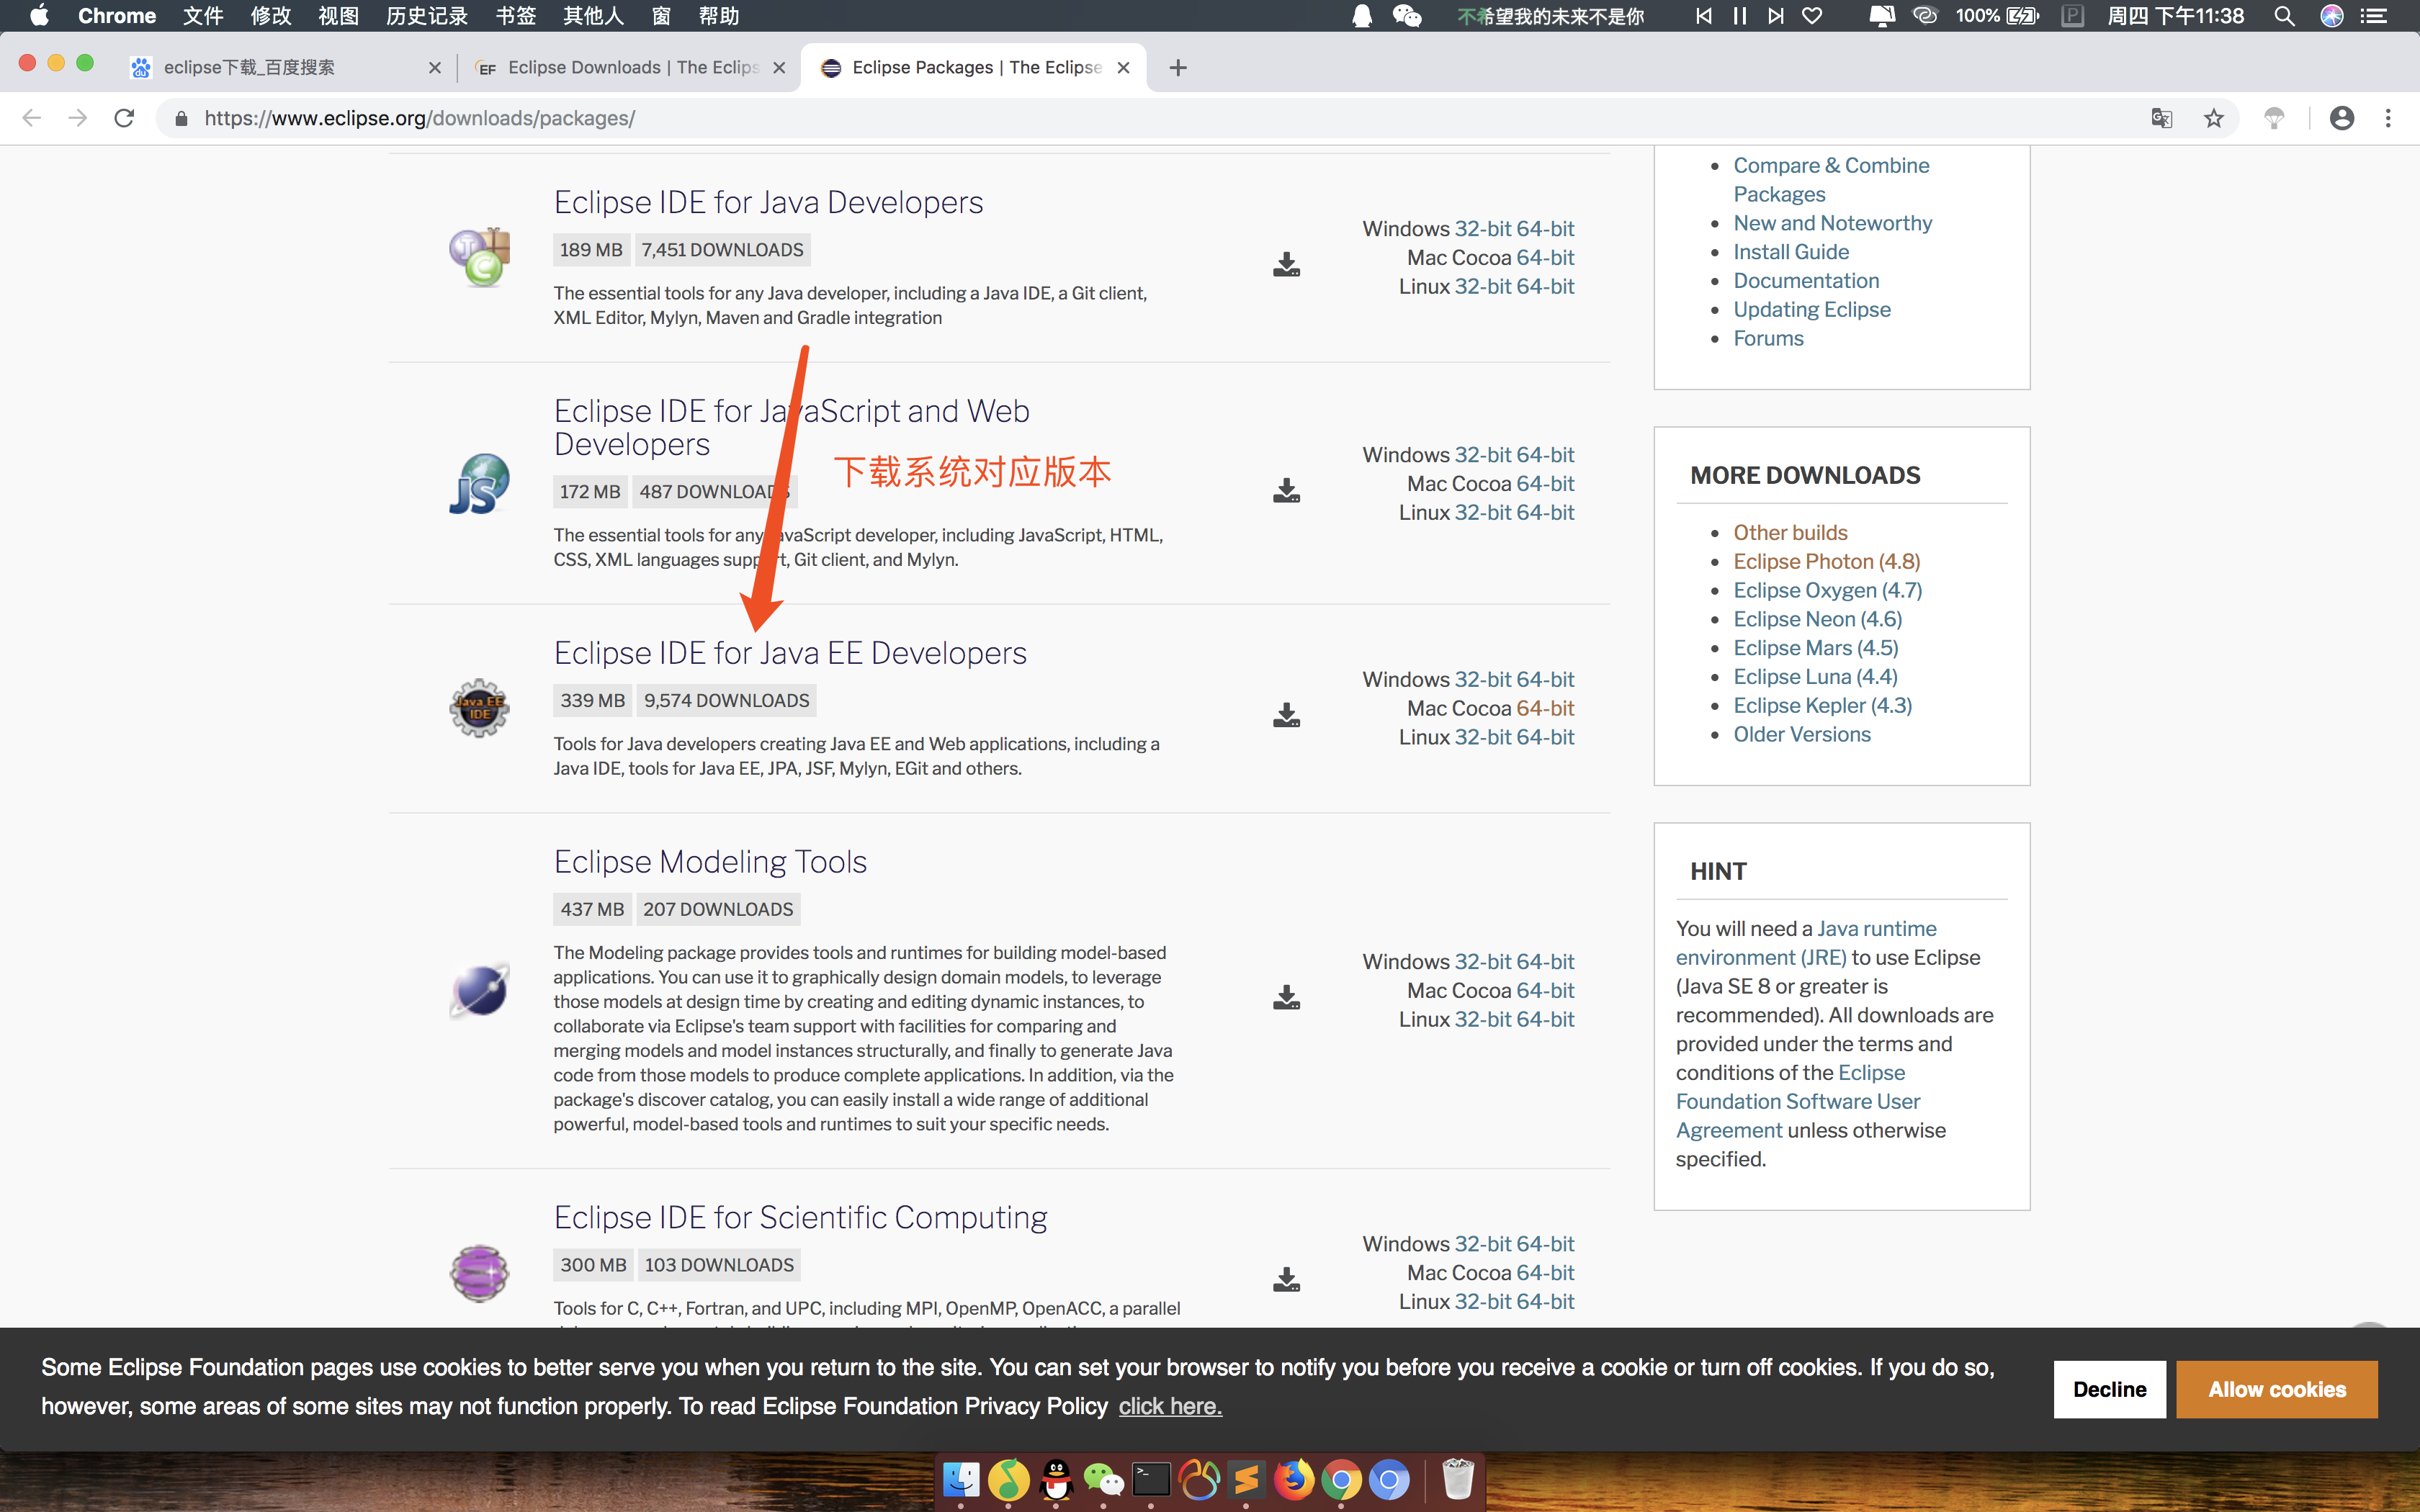 Chrome 文件 修改 视图 历史记录 书签 其他人 窗 帮助 不希望我的未来不是你 100% 周四 下午11:38
eclipse下载_百度搜索 Eclipse Downloads | The Eclips Eclipse Packages | The Eclipse
https://www.eclipse.org/downloads/packages/
Eclipse IDE for Java Developers
189 MB 7,451 DOWNLOADS
The essential tools for any Java developer, including a Java IDE, a Git client,
XML Editor, Mylyn, Maven and Gradle integration
Windows 32-bit 64-bit
Mac Cocoa 64-bit
Linux 32-bit 64-bit
Eclipse IDE for JavaScript and Web
Developers
172 MB 487 DOWNLOADS
The essential tools for any JavaScript developer, including JavaScript, HTML,
CSS, XML languages support, Git client, and Mylyn.
Windows 32-bit 64-bit
Mac Cocoa 64-bit
Linux 32-bit 64-bit
下载系统对应版本
Eclipse IDE for Java EE Developers
339 MB 9,574 DOWNLOADS
Tools for Java developers creating Java EE and Web applications, including a
Java IDE, tools for Java EE, JPA, JSF, Mylyn, EGit and others.
Java EE
IDE
Windows 32-bit 64-bit
Mac Cocoa 64-bit
Linux 32-bit 64-bit
Eclipse Modeling Tools
437 MB 207 DOWNLOADS
The Modeling package provides tools and runtimes for building model-based
applications. You can use it to graphically design domain models, to leverage
those models at design time by creating and editing dynamic instances, to
collaborate via Eclipse's team support with facilities for comparing and
merging models and model instances structurally, and finally to generate Java
code from those models to produce complete applications. In addition, via the
package's discover catalog, you can easily install a wide range of additional
powerful, model-based tools and runtimes to suit your specific needs.
Windows 32-bit 64-bit
Mac Cocoa 64-bit
Linux 32-bit 64-bit
Eclipse IDE for Scientific Computing
300 MB 103 DOWNLOADS
Tools for C, C++, Fortran, and UPC, including MPI, OpenMP, OpenACC, a parallel
Windows 32-bit 64-bit
Mac Cocoa 64-bit
Linux 32-bit 64-bit
Compare & Combine
Packages
New and Noteworthy
Install Guide
Documentation
Updating Eclipse
Forums
MORE DOWNLOADS
Other builds
Eclipse Photon (4.8)
Eclipse Oxygen (4.7)
Eclipse Neon (4.6)
Eclipse Mars (4.5)
Eclipse Luna (4.4)
Eclipse Kepler (4.3)
Older Versions
HINT
You will need a Java runtime
environment (JRE) to use Eclipse
(Java SE 8 or greater is
recommended). All downloads are
provided under the terms and
conditions of the Eclipse
Foundation Software User
Agreement unless otherwise
specified.
Some Eclipse Foundation pages use cookies to better serve you when you return to the site. You can set your browser to notify you before you receive a cookie or turn off cookies. If you do so,
however, some areas of some sites may not function properly. To read Eclipse Foundation Privacy Policy click here.
Decline Allow cookies